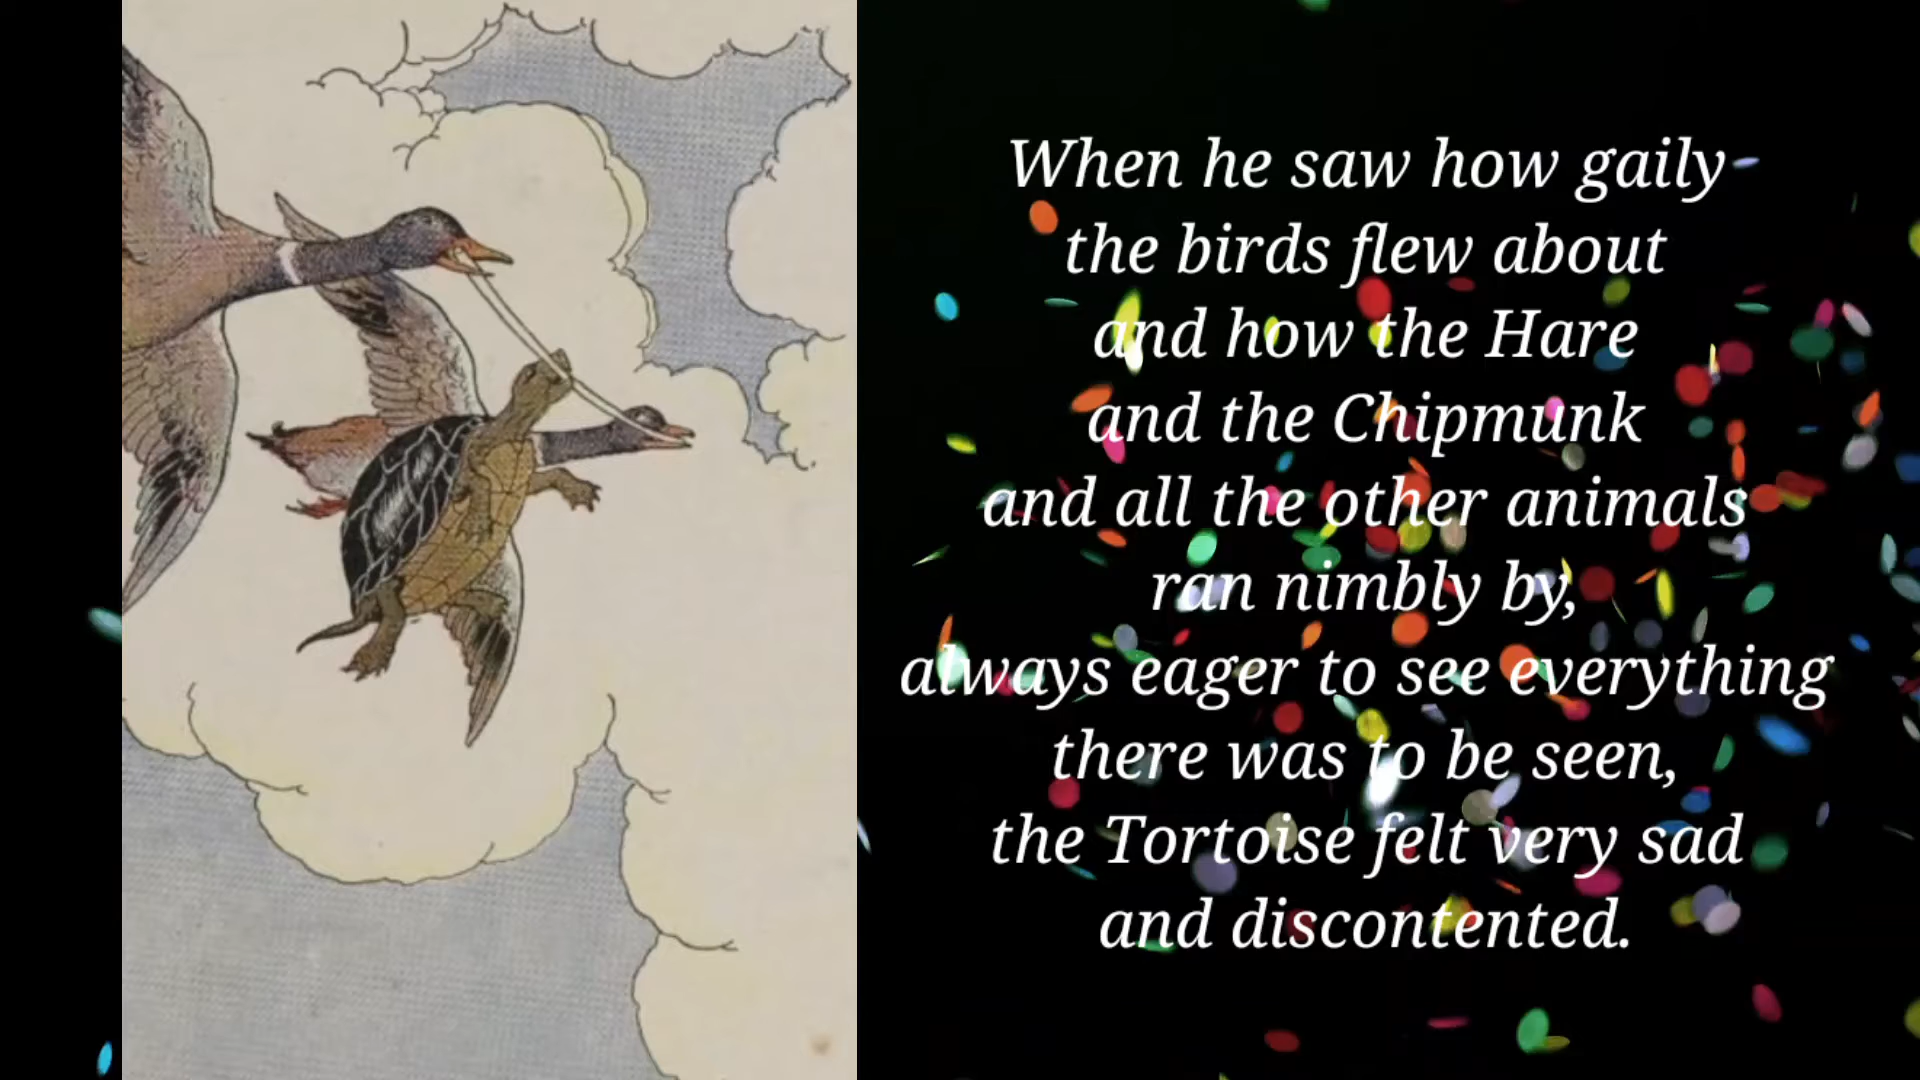 When he saw how gaily
the birds flew about
and how the Hare
and the Chipmunk
and all the other animals
ran nimbly by,
always eager to see everything
there was to be seen,
the Tortoise felt very sad
and discontented.